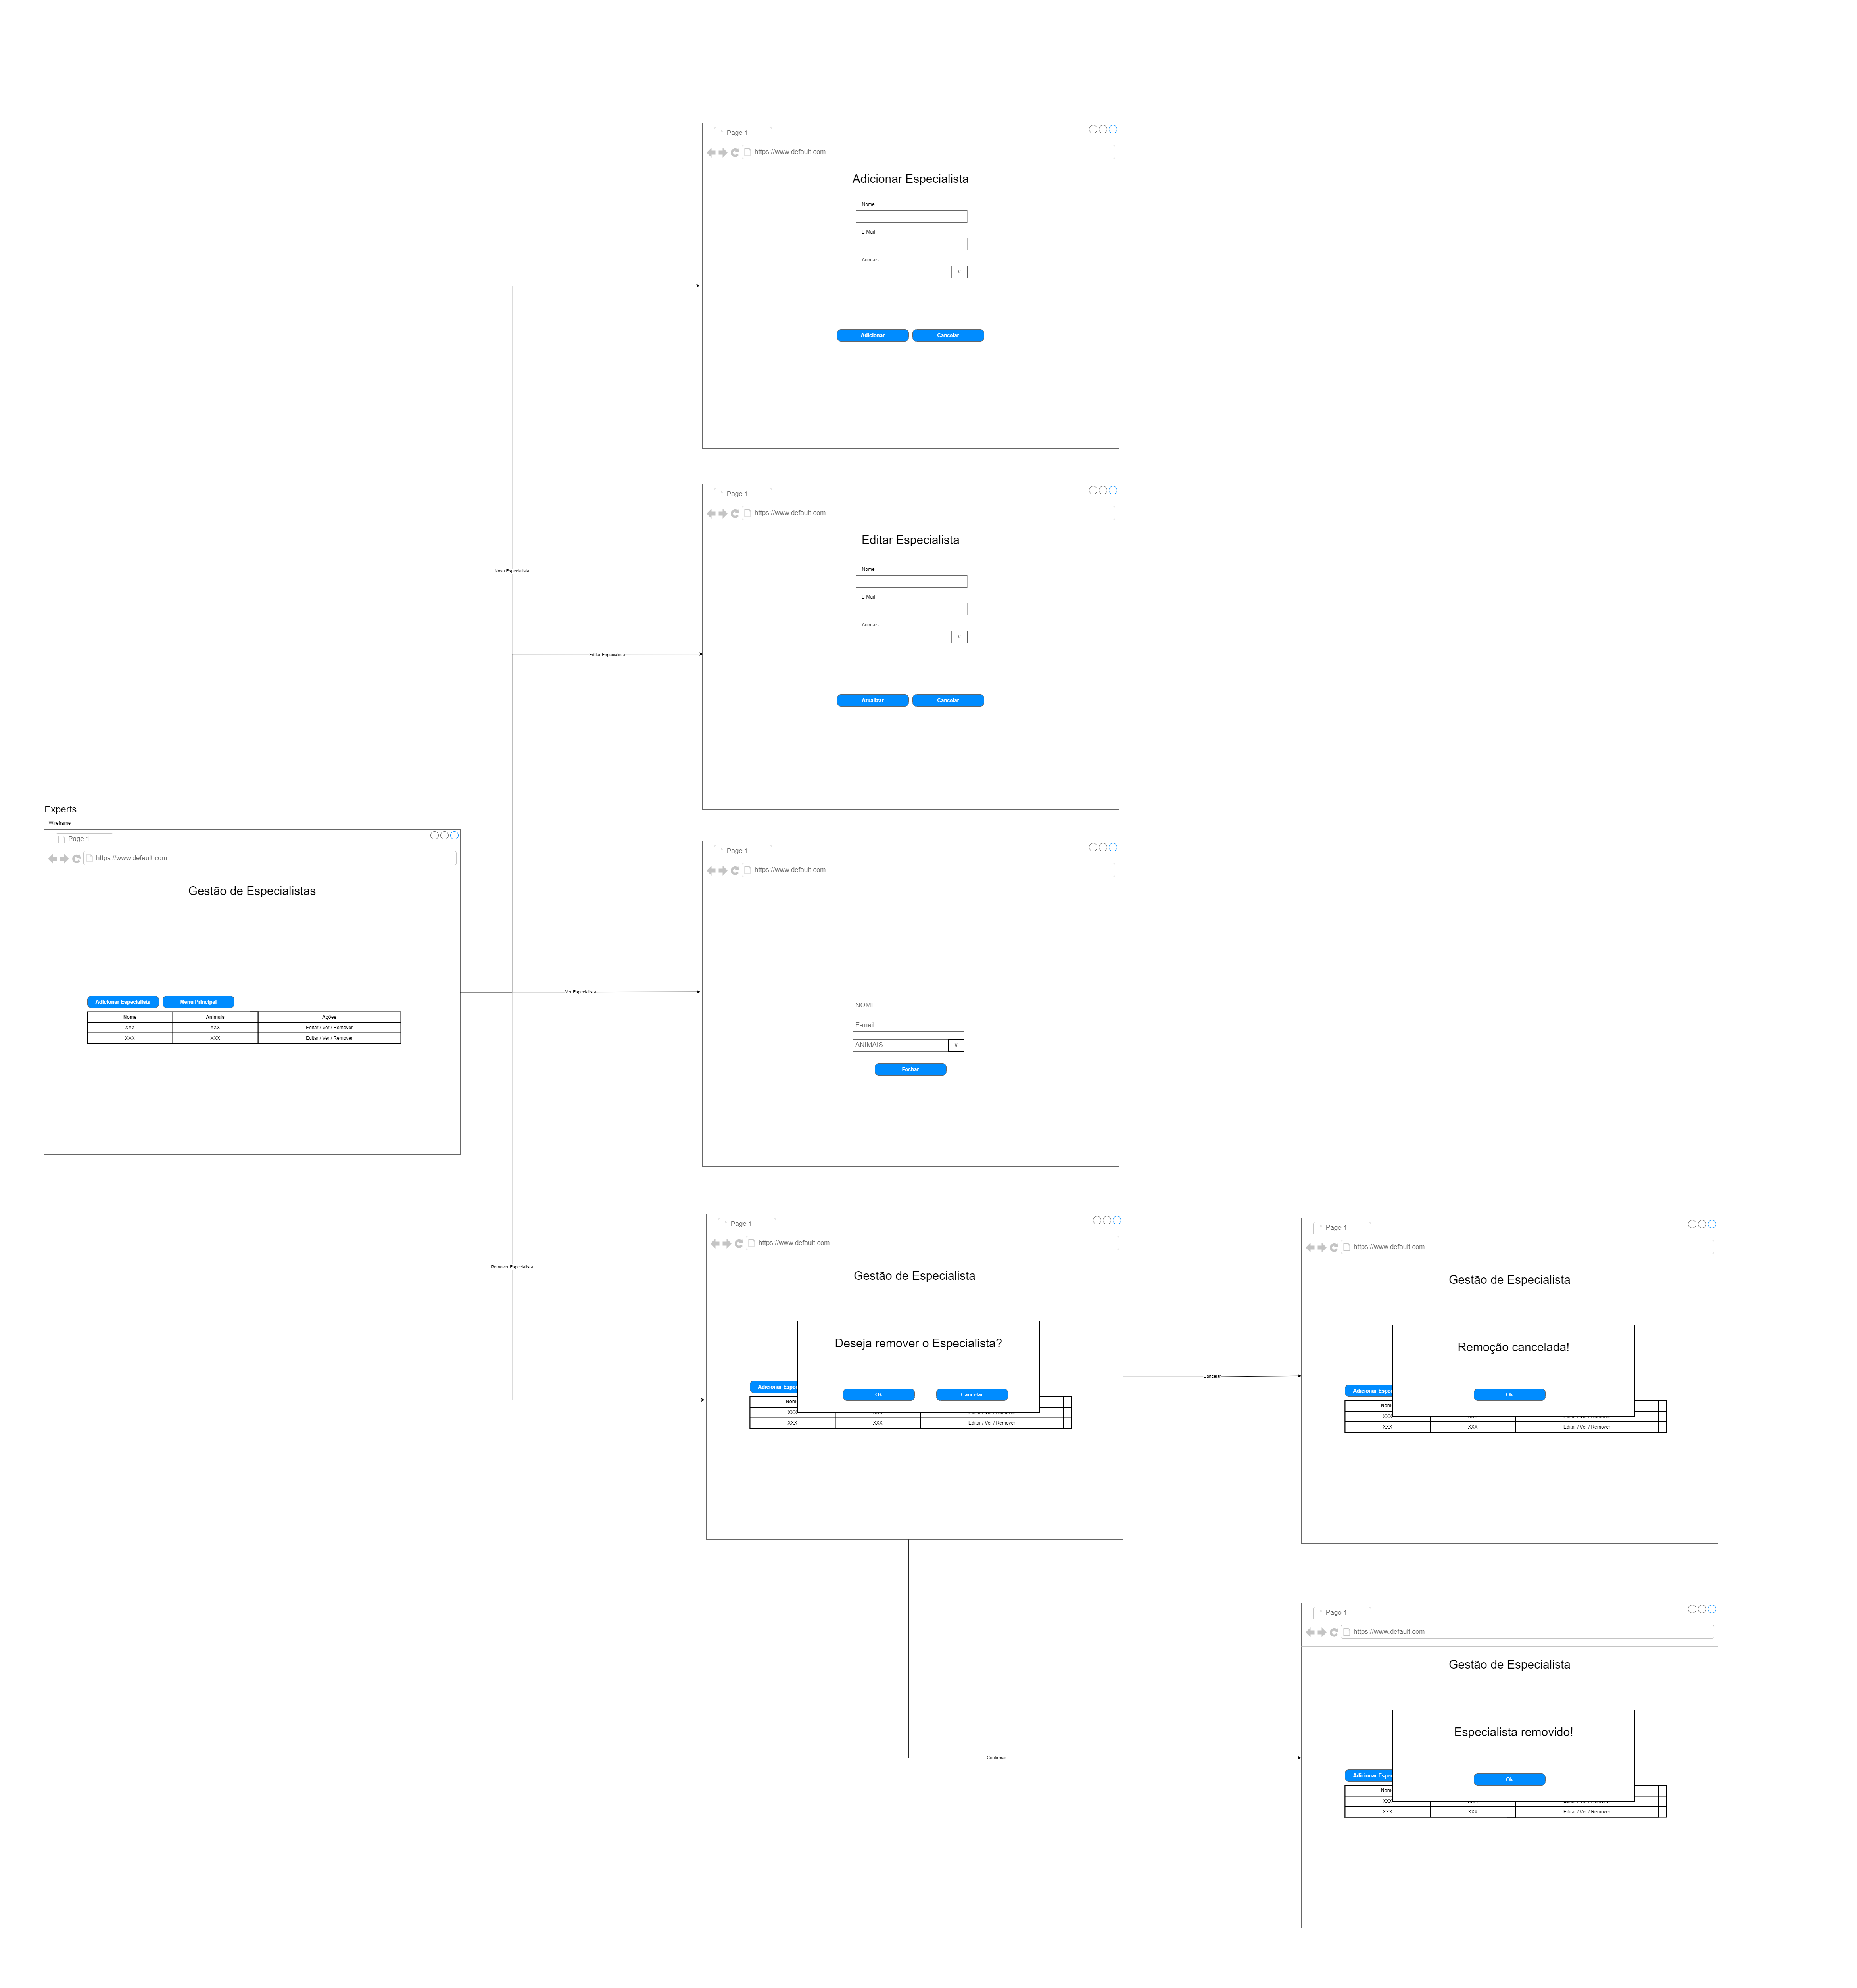 Page 1
https://www.default.com
Adicionar Especialista
Nome
E-Mail
Animais
v
Adicionar
Cancelar
Novo Especialista
Page 1
https://www.default.com
Editar Especialista
Nome
E-Mail
Animais
v
Atualizar
Cancelar
Editar Especialista
Experts
Wireframe
Page 1
https://www.default.com
Gestão de Especialistas
Adicionar Especialista
Menu Principal
Nome Animais Ações
XXX XXX Editar / Ver / Remover
XXX XXX Editar / Ver / Remover
Ver Especialista
Page 1
https://www.default.com
NOME
E-mail
ANIMAIS
v
Fechar
Remover Especialista
Page 1
https://www.default.com
Gestão de Especialista
Deseja remover o Especialista?
Ok
Cancelar
Adicionar Espec
Nome
XXX XXX Editar / Ver / Remover
XXX XXX Editar / Ver / Remover
Cancelar
Page 1
https://www.default.com
Gestão de Especialista
Remoção cancelada!
Ok
Adicionar Espec
Nome
XXX XXX Editar / Ver / Remover
XXX XXX Editar / Ver / Remover
Confirmar
Page 1
https://www.default.com
Gestão de Especialista
Especialista removido!
Ok
Adicionar Espec
Nome
XXX XXX Editar / Ver / Remover
XXX XXX Editar / Ver / Remover